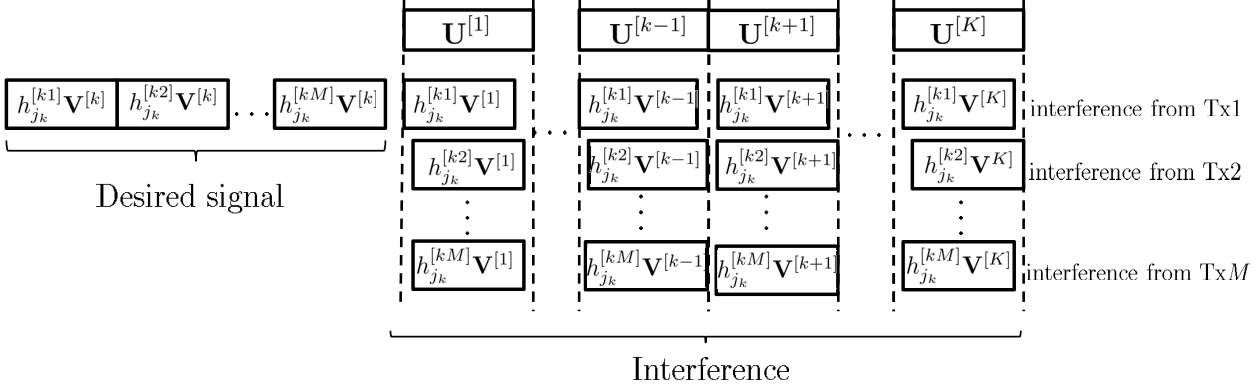 U^{[1]} U^{[k−1]} U^{[k+1]} U^{[K]}
h_{j_k}^{[k1]}V^{[k]} h_{j_k}^{[k2]}V^{[k]} ... h_{j_k}^{[kM]}V^{[k]} h_{j_k}^{[k1]}V^{[1]} ... h_{j_k}^{[k1]}V^{[k−1]} h_{j_k}^{[k1]}V^{[k+1]} ... h_{j_k}^{[k1]}V^{[K]} interference from Tx1
h_{j_k}^{[k2]}V^{[1]} h_{j_k}^{[k2]}V^{[k−1]} h_{j_k}^{[k2]}V^{[k+1]} h_{j_k}^{[k2]}V^{K]} interference from Tx2
Desired signal
h_{j_k}^{[kM]}V^{[1]} h_{j_k}^{[kM]}V^{[k−1]} h_{j_k}^{[kM]}V^{[k+1]} h_{j_k}^{[kM]}V^{[K]} interference from TxM
Interference